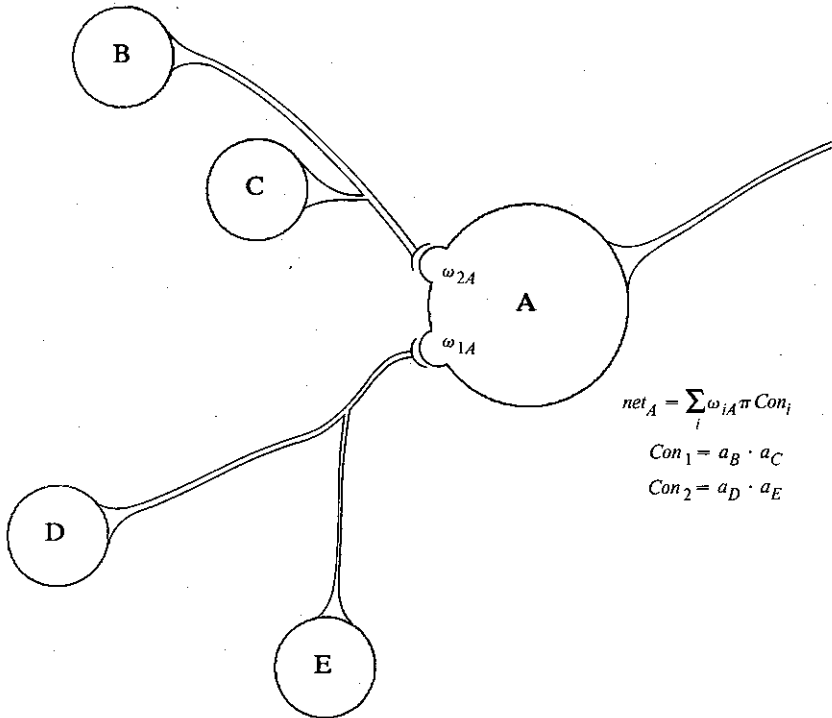 B
C
ω2A
A
ω1A
netA = ∑i ωiA π Coni
Con1 = aB · aC
Con2 = aD · aE
D
E